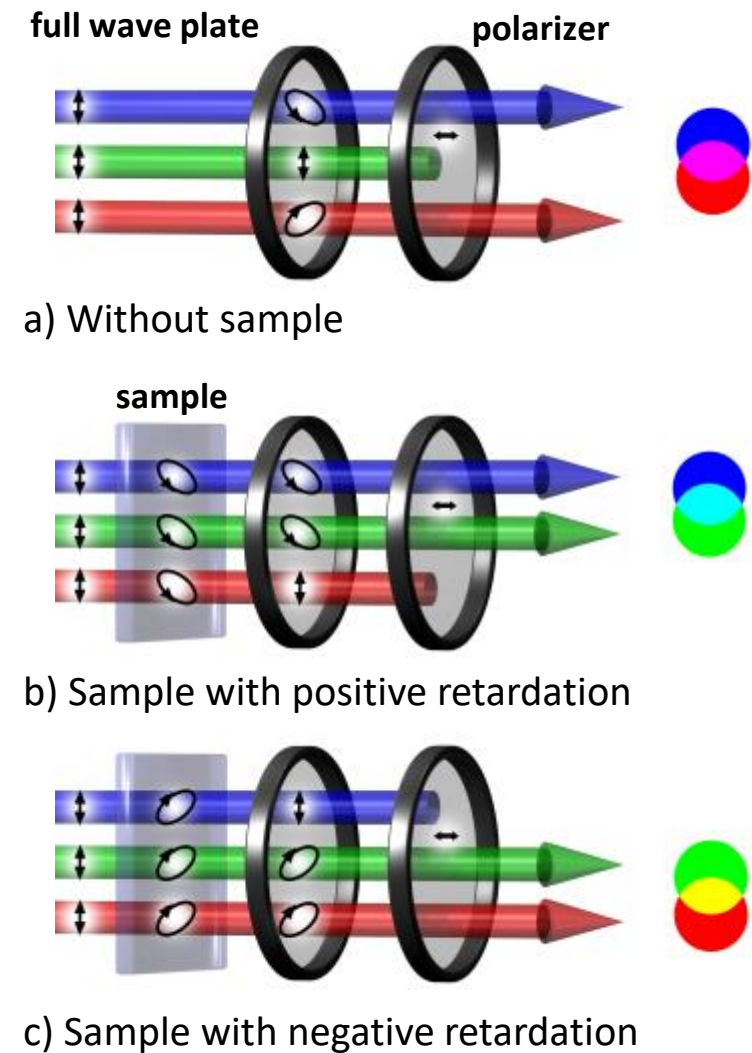 full wave plate polarizer
a) Without sample
sample
b) Sample with positive retardation
c) Sample with negative retardation